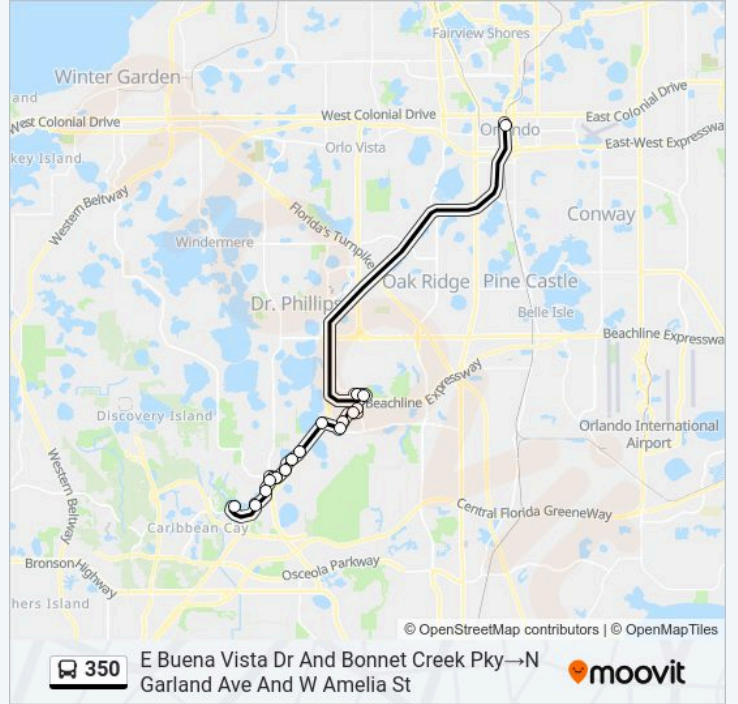 Fairview Shores
Winter Garden
and
West Colonial Drive
West Colonial Drive
East Colonial Drive
Orlando
East-West Expresswa
key Island
Orlo Vista
Western Beltway
Florida's Turnpike
Conway
Windermere
Oak Ridge
Pine Castle
Dr. Phillips
Belle Isle
Beachline Expresswa
Beachline Expressway
Discovery Island
Orlando International
Airport
Western Beltway
Central Florida GreeneWay
Caribbean Cay
Bronson Highway
Osceola Parkway
hers Island
© OpenStreetMap contributors | © OpenMapTiles
350
E Buena Vista Dr And Bonnet Creek Pky→N
Garland Ave And W Amelia St
moovit